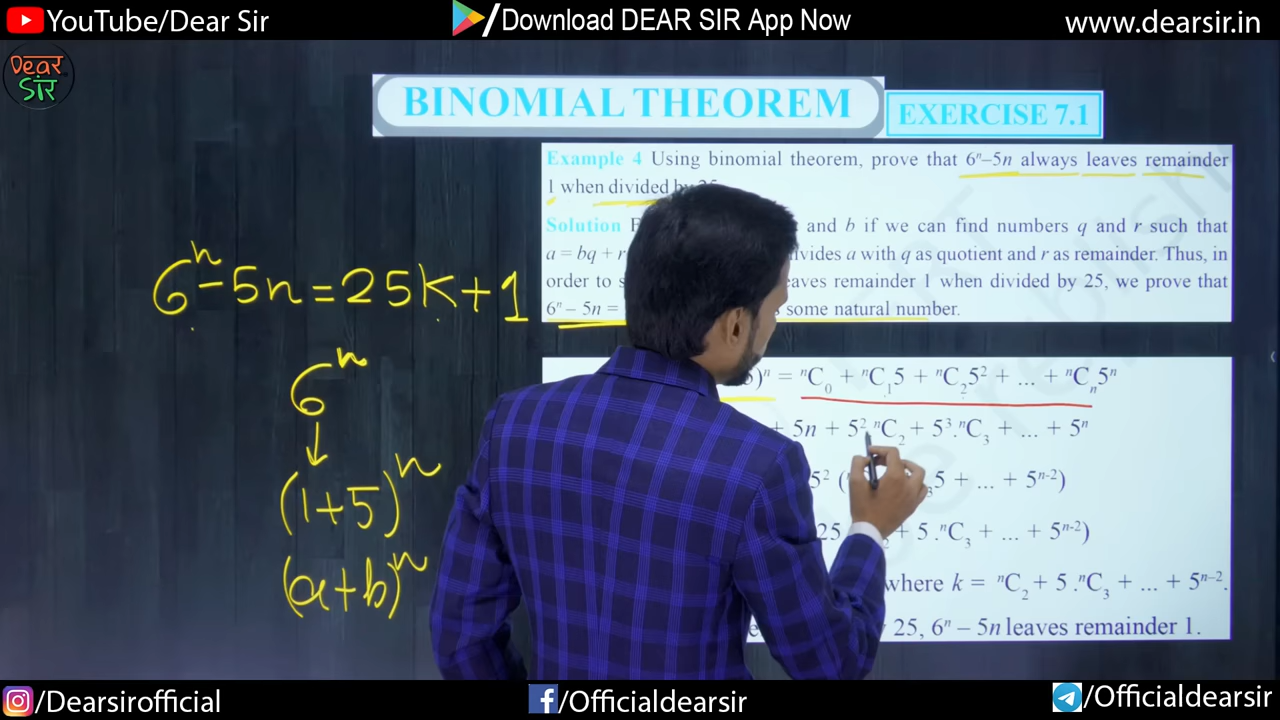 YouTube/Dear Sir
/Download DEAR SIR App Now
www.dearsir.in
Dear
सिर
BINOMIAL THEOREM
EXERCISE 7.1
Example 4 Using binomial theorem, prove that 6ⁿ–5n always leaves remainder
1 when divided by 25
Solution and b if we can find numbers q and r such that
a = bq + r divides a with q as quotient and r as remainder. Thus, in
order to leaves remainder 1 when divided by 25, we prove that
6ⁿ – 5n = some natural number.
6ⁿ – 5n = 25k + 1
)ⁿ = ⁿC₀ + ⁿC₁5 + ⁿC₂5² + ... + ⁿCₙ5ⁿ
6ⁿ
+ 5n + 5².ⁿC₂ + 5³.ⁿC₃ + ... + 5ⁿ
↓
5² ( 5 + ... + 5ⁿ⁻²)
(1+5)ⁿ
25 + 5 .ⁿC₃ + ... + 5ⁿ⁻²)
(a+b)ⁿ
where k = ⁿC₂ + 5 .ⁿC₃ + ... + 5ⁿ⁻².
25, 6ⁿ – 5n leaves remainder 1.
/Dearsirofficial
/Officialdearsir
/Officialdearsir